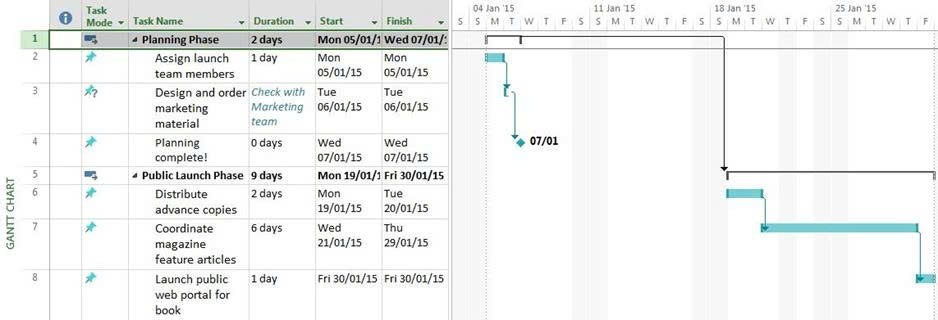 Task Mode Task Name Duration Start Finish
04 Jan '15 11 Jan '15 18 Jan '15 25 Jan '15
S S M T W T F S S M T W T F S S M T W T F S S M T W T F
1 Planning Phase 2 days Mon 05/01/1 Wed 07/01/:
2 Assign launch team members 1 day Mon 05/01/15 Mon 05/01/15
3 Design and order marketing material Check with Marketing team Tue 06/01/15 Tue 06/01/15
4 Planning complete! 0 days Wed 07/01/15 Wed 07/01/15
07/01
5 Public Launch Phase 9 days Mon 19/01/1 Fri 30/01/15
6 Distribute advance copies 2 days Mon 19/01/15 Tue 20/01/15
7 Coordinate magazine feature articles 6 days Wed 21/01/15 Thu 29/01/15
8 Launch public web portal for book 1 day Fri 30/01/15 Fri 30/01/15
GANTT CHART